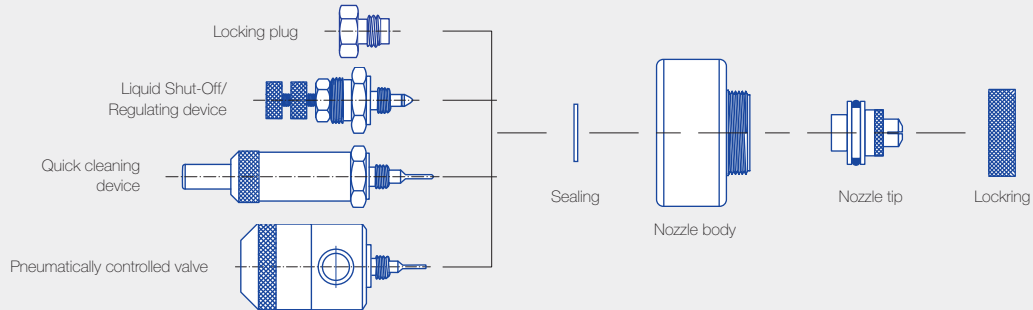 Locking plug
Liquid Shut-Off/
Regulating device
Quick cleaning
device
Pneumatically controlled valve
Sealing
Nozzle body
Nozzle tip
Lockring